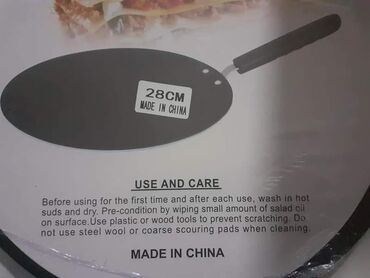 28CM
MADE IN CHINA
USE AND CARE
Before using for the first time and after each use, wash in hot
suds and dry. Pre-condition by wiping small amount of salad oil
on surface.Use plastic or wood tools to prevent scratching. Do
not use steel wool or coarse scouring pads when cleaning.
MADE IN CHINA